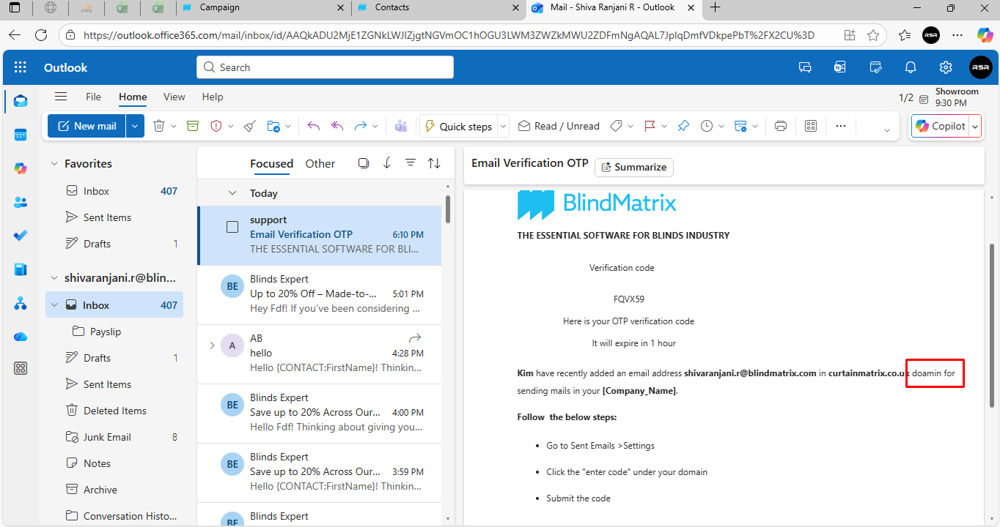 Campaign
Contacts
Mail - Shiva Ranjani R - Outlook
https://outlook.office365.com/mail/inbox/id/AAQkADU2MjE1ZGNkLWJlZjgtNGVmOC1hOGU3LWM3ZWZkMWU2ZDFmNgAQAL7JplqDmfVDkpePbT%2FX2CU%3D
RSR
Outlook
Search
RSR
File
Home
View
Help
1/2
Showroom
9:30 PM
New mail
Quick steps
Read / Unread
Copilot
Favorites
Inbox
407
Sent Items
Drafts
1
shivaranjani.r@blin...
Inbox
407
Payslip
Drafts
1
Sent Items
Deleted Items
Junk Email
8
Notes
Archive
Conversation Histo...
Focused
Other
Today
support
Email Verification OTP
6:10 PM
THE ESSENTIAL SOFTWARE FOR BLI...
BE
Blinds Expert
Up to 20% Off – Made-to-...
5:01 PM
Hey Fdf! If you've been considering ...
A
AB
hello
4:28 PM
Hello {CONTACT:FirstName}! Thinkin...
BE
Blinds Expert
Save up to 20% Across Our...
4:00 PM
Hello Fdf! Thinking about giving you...
BE
Blinds Expert
Save up to 20% Across Our...
3:59 PM
Hello {CONTACT:FirstName}! Thinkin...
BE
Blinds Expert
Email Verification OTP
Summarize
BlindMatrix
THE ESSENTIAL SOFTWARE FOR BLINDS INDUSTRY
Verification code
FQVX59
Here is your OTP verification code
It will expire in 1 hour
Kim have recently added an email address shivaranjani.r@blindmatrix.com in curtainmatrix.co.uk doamin for
sending mails in your [Company_Name].
Follow the below steps:
• Go to Sent Emails >Settings
• Click the "enter code" under your domain
• Submit the code